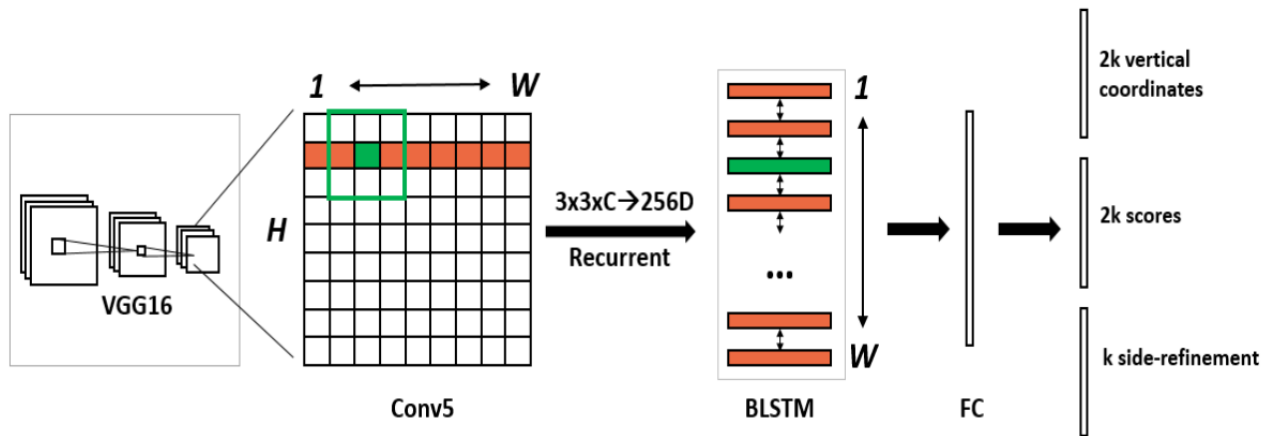 1
W
VGG16
H
Conv5
3x3xC→256D
Recurrent
1
...
W
BLSTM
FC
2k vertical
coordinates
2k scores
k side-refinement